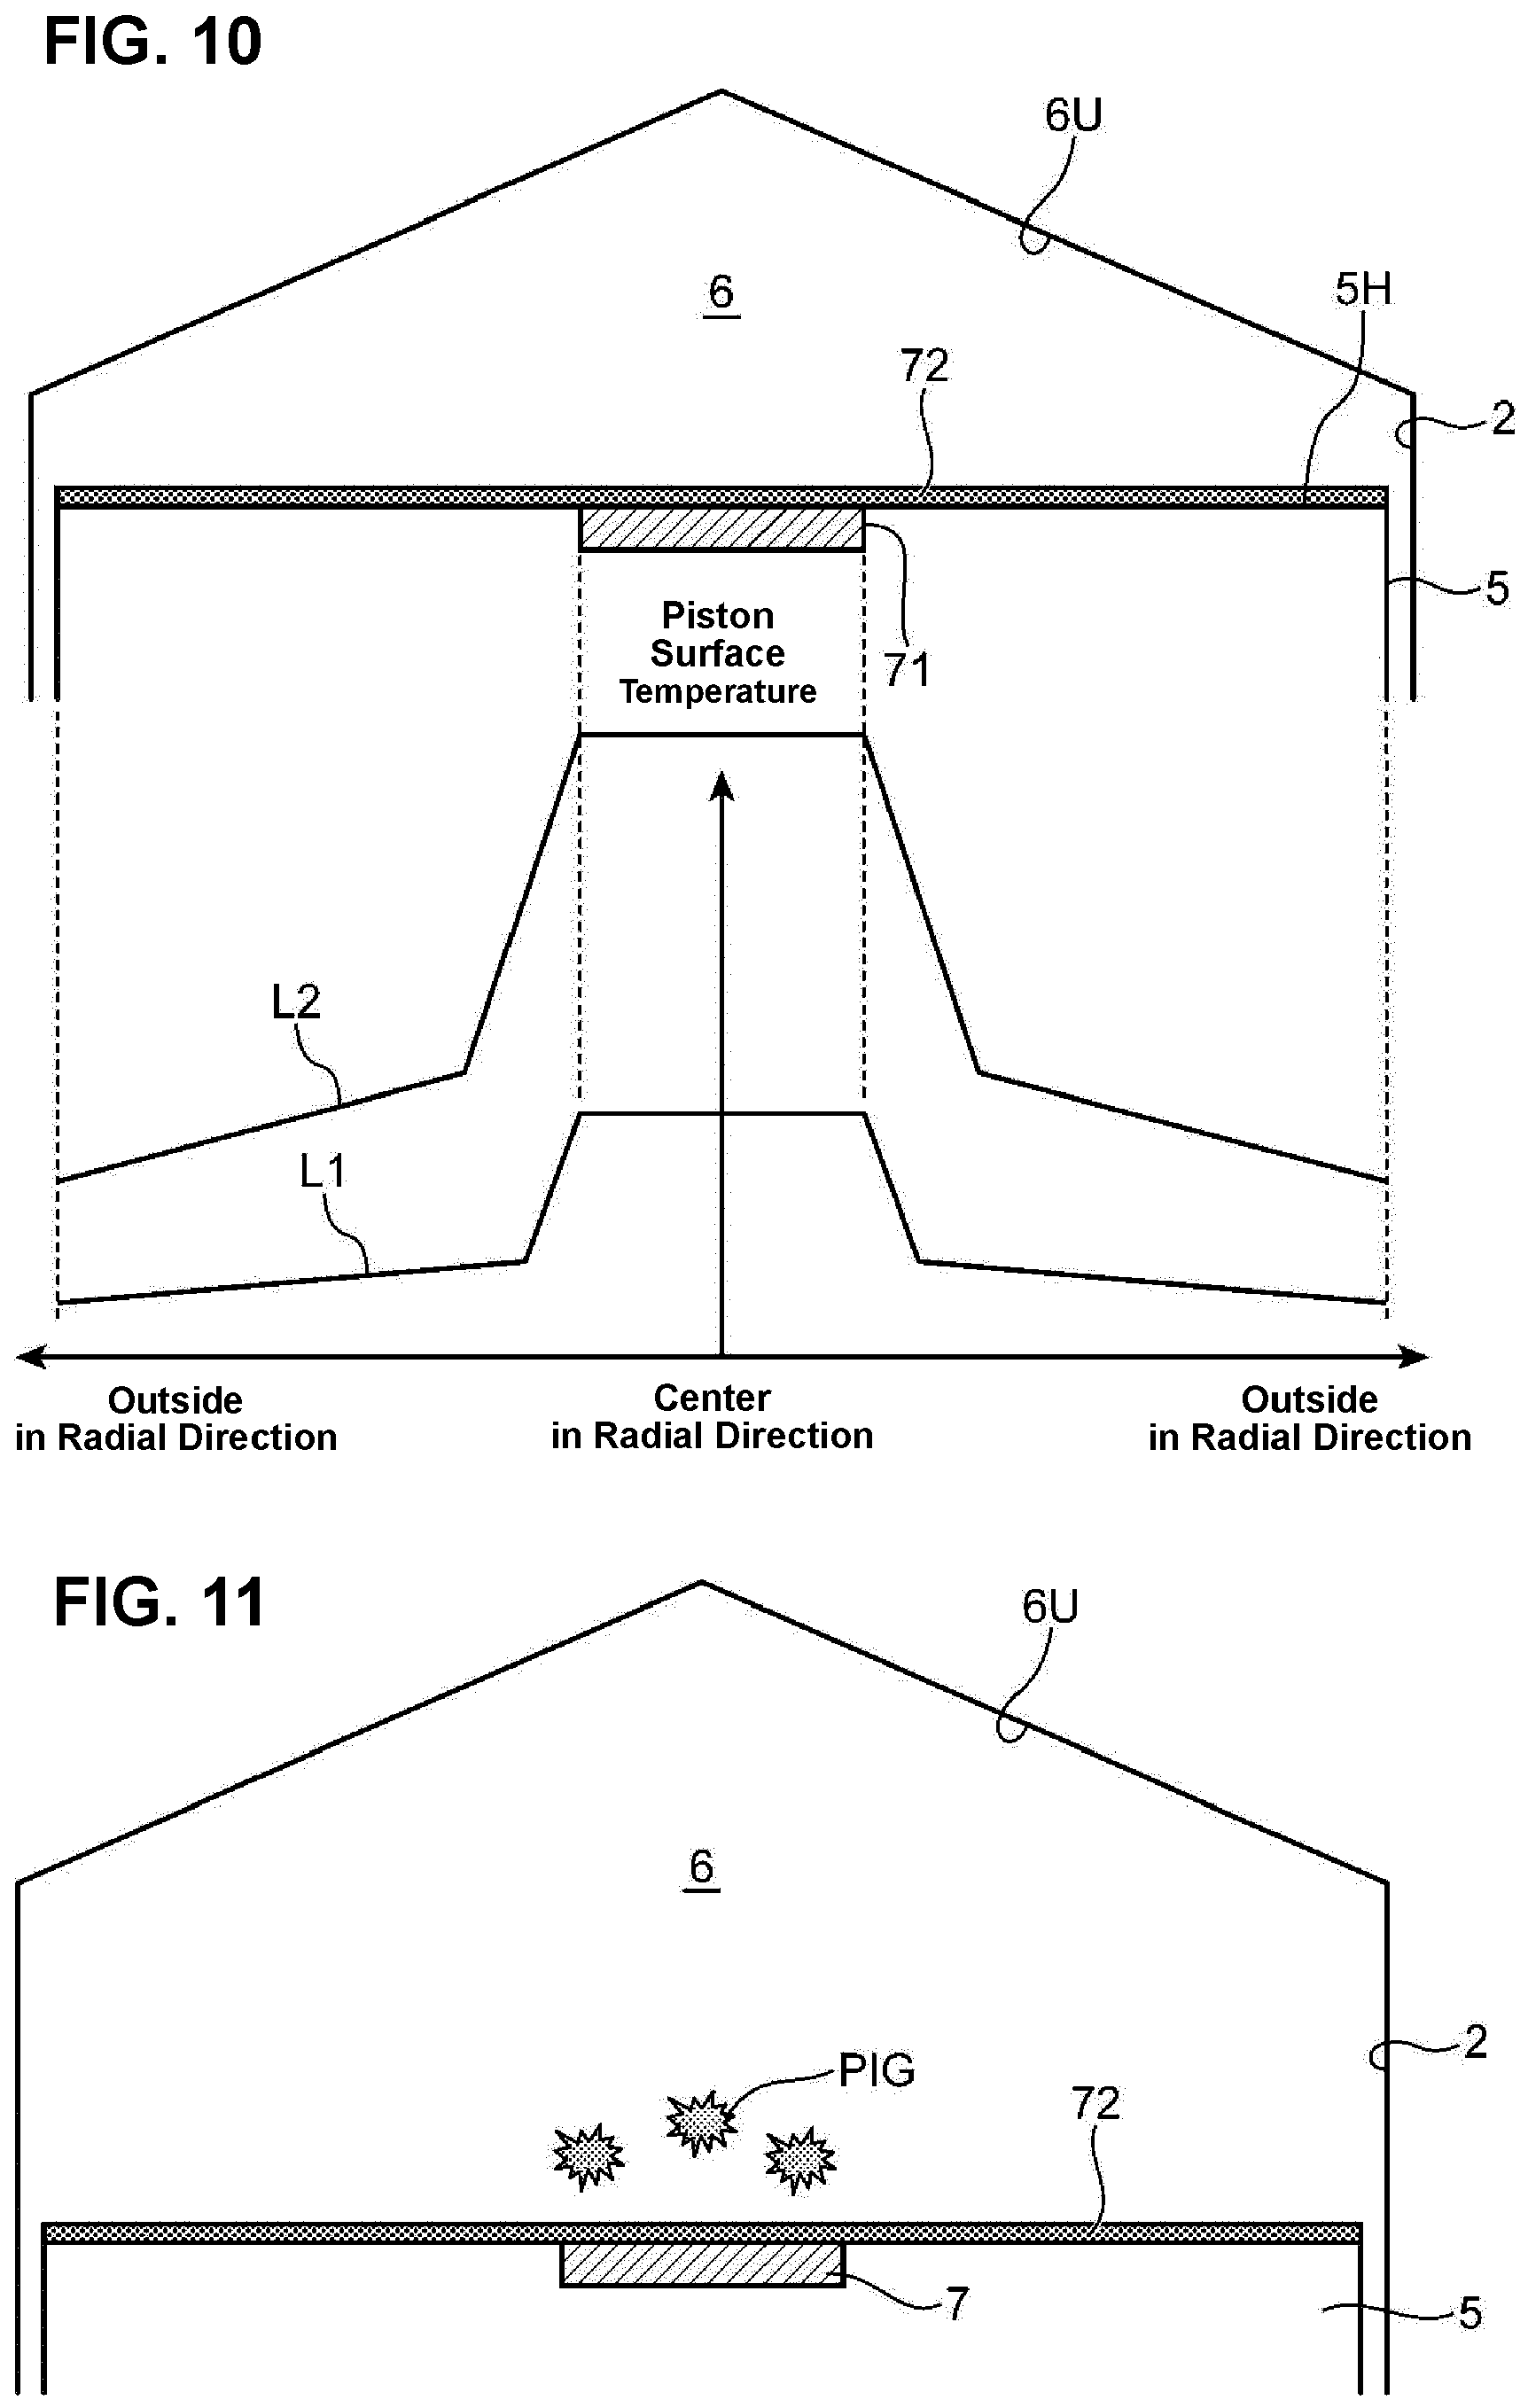 FIG. 10
6U
6
5H
72
2
5
Piston
Surface
Temperature
71
L2
L1
Outside
in Radial Direction
Center
in Radial Direction
Outside
in Radial Direction
FIG. 11
6U
6
2
PIG
72
7
5